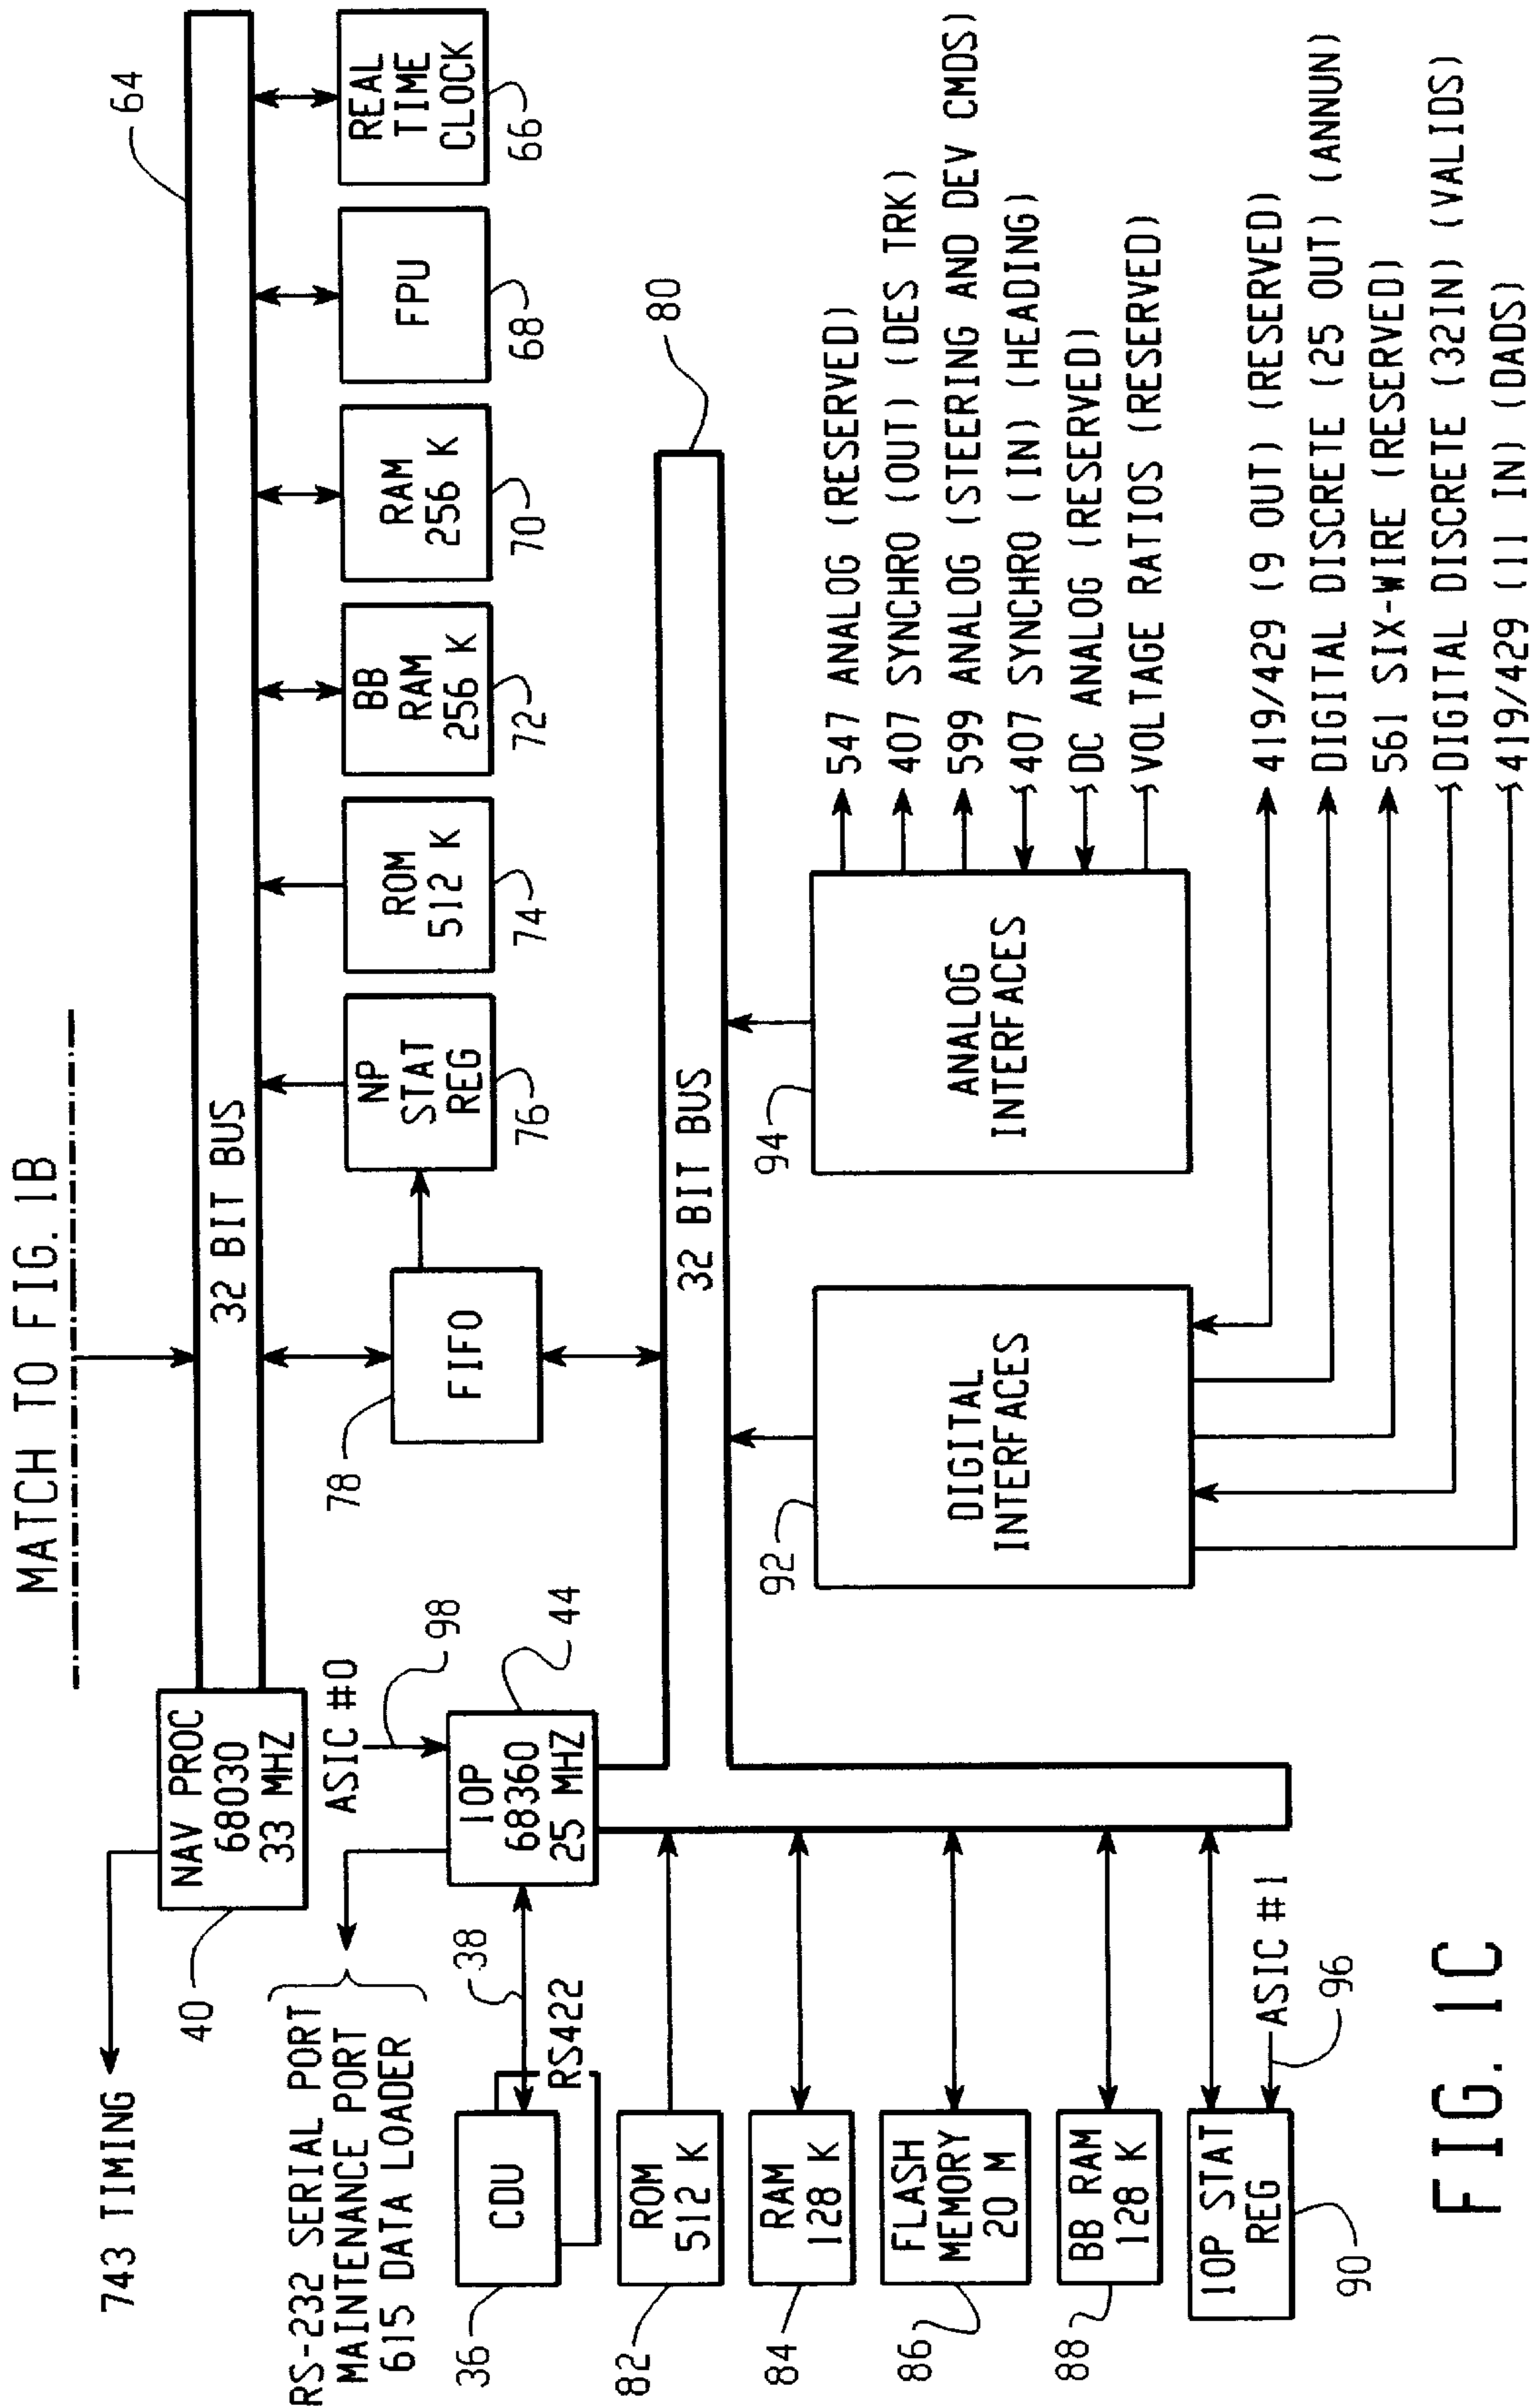 MATCH TO FIG. 1B
64
32 BIT BUS
NAV PROC
68030
33 MHZ
40
743 TIMING
REAL
TIME
CLOCK
66
FPU
68
RAM
256 K
70
BB
RAM
256 K
72
ROM
512 K
74
NP
STAT
REG
76
FIFO
78
ASIC #0
98
IOP
68360
25 MHZ
44
RS-232 SERIAL PORT
MAINTENANCE PORT
615 DATA LOADER
38
RS422
CDU
36
80
32 BIT BUS
ROM
512 K
82
RAM
128 K
84
FLASH
MEMORY
20 M
86
BB RAM
128 K
88
IOP STAT
REG
90
ASIC #1
96
DIGITAL
INTERFACES
92
ANALOG
INTERFACES
94
547 ANALOG (RESERVED)
407 SYNCHRO (OUT) (DES TRK)
599 ANALOG (STEERING AND DEV CMDS)
407 SYNCHRO (IN) (HEADING)
DC ANALOG (RESERVED)
VOLTAGE RATIOS (RESERVED)
419/429 (9 OUT) (RESERVED)
DIGITAL DISCRETE (25 OUT) (ANNUN)
561 SIX-WIRE (RESERVED)
DIGITAL DISCRETE (32IN) (VALIDS)
419/429 (11 IN) (DADS)
FIG. 1C